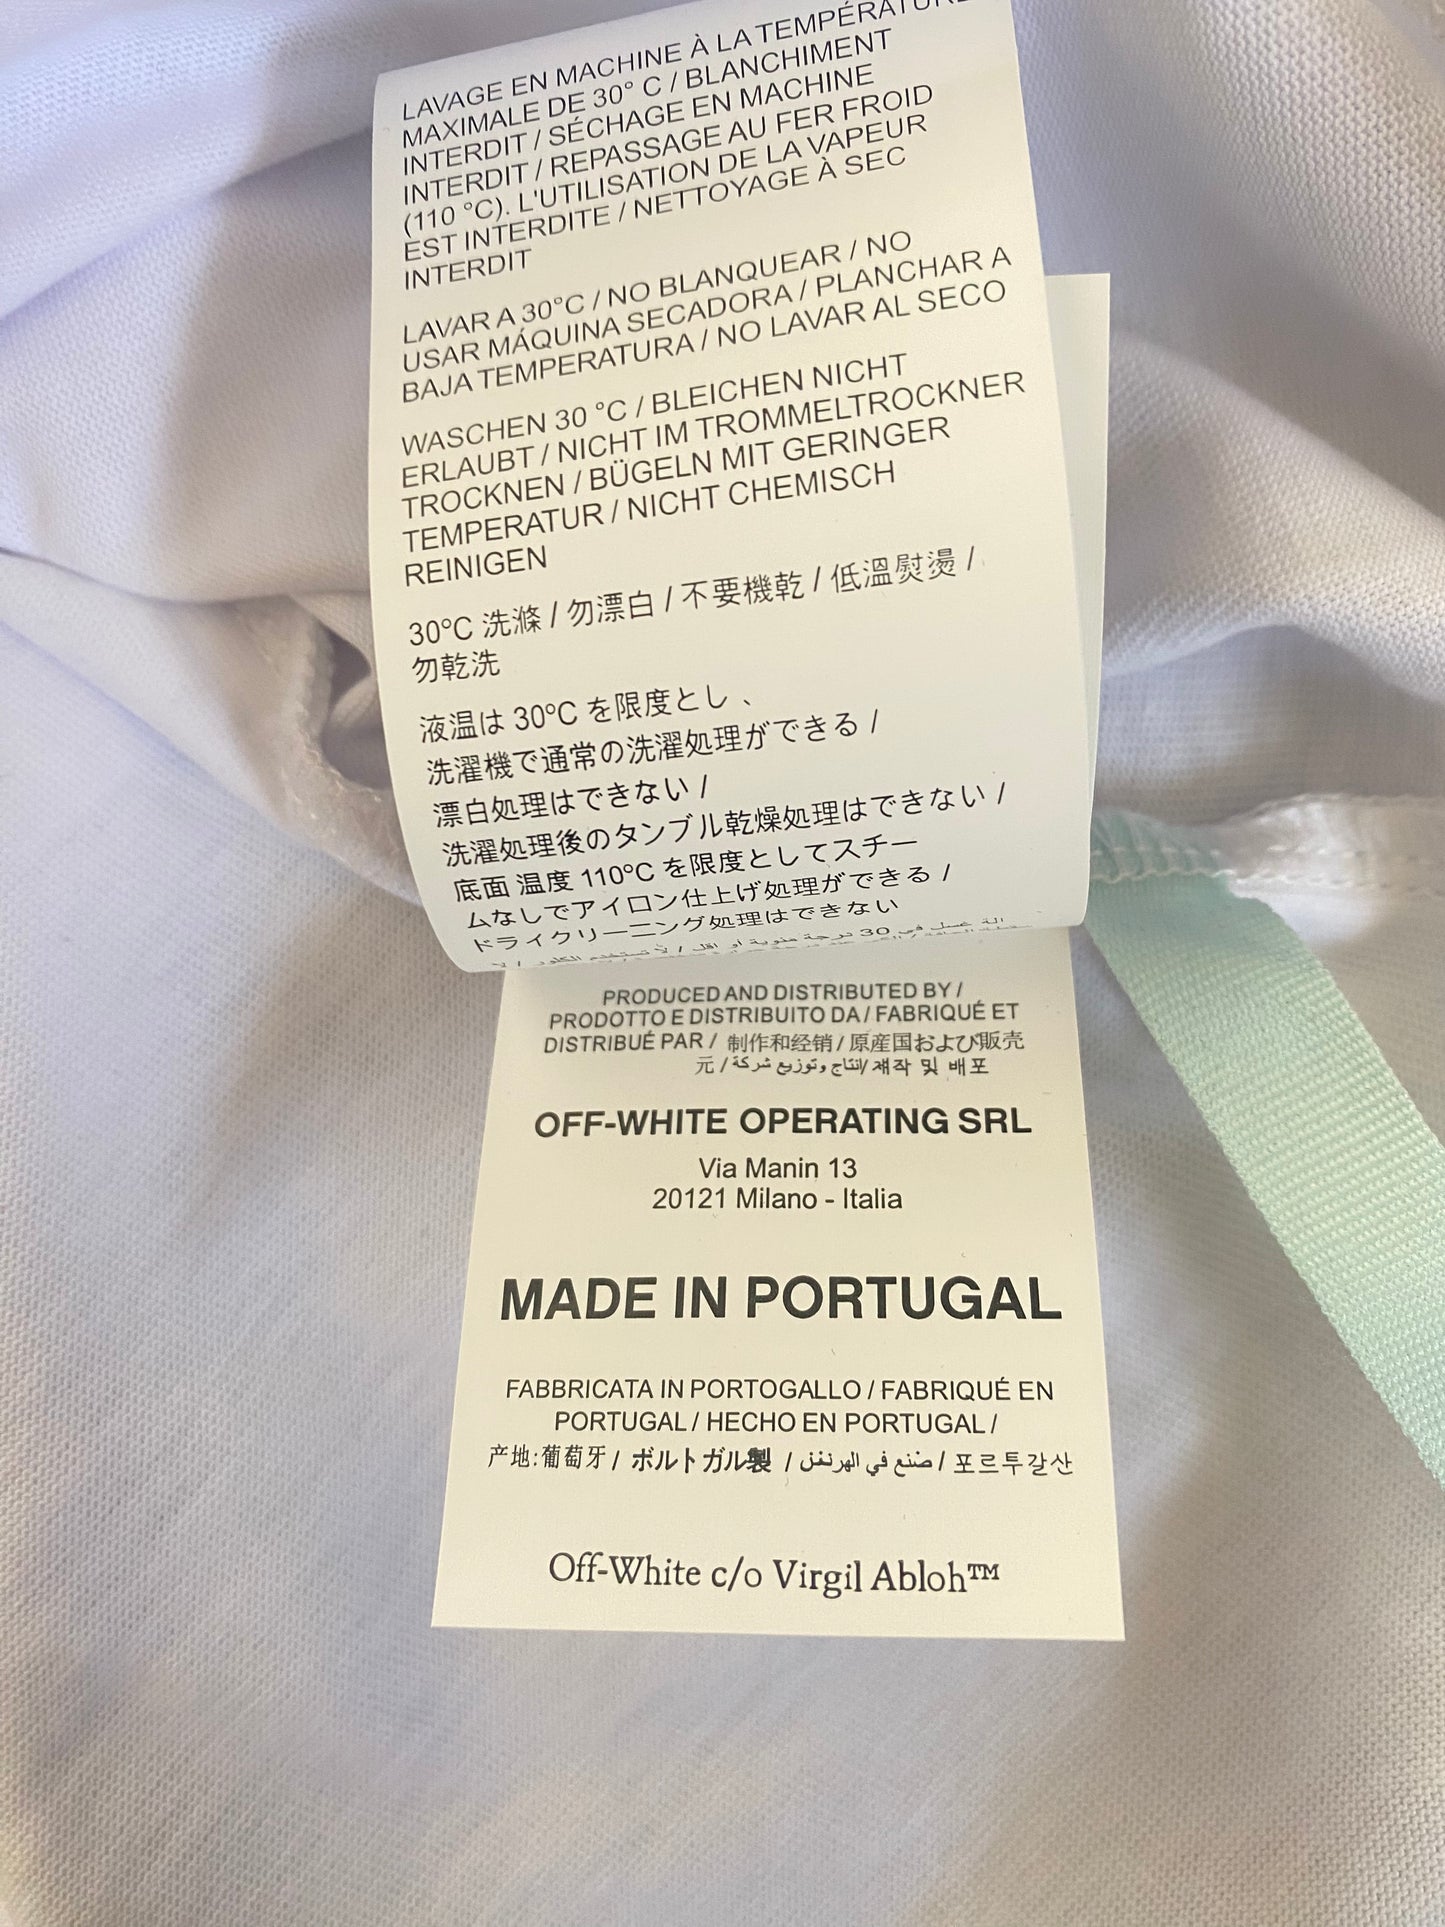 LAVAGE EN MACHINE À LA TEMPÉRATURE
MAXIMALE DE 30° C / BLANCHIMENT
INTERDIT / SÉCHAGE EN MACHINE
INTERDIT / REPASSAGE AU FER FROID
(110 °C). L'UTILISATION DE LA VAPEUR
EST INTERDITE / NETTOYAGE À SEC
INTERDIT
LAVAR A 30°C / NO BLANQUEAR / NO
USAR MÁQUINA SECADORA / PLANCHAR A
BAJA TEMPERATURA / NO LAVAR AL SECO
WASCHEN 30 °C / BLEICHEN NICHT
ERLAUBT / NICHT IM TROMMELTROCKNER
TROCKNEN / BÜGELN MIT GERINGER
TEMPERATUR / NICHT CHEMISCH
REINIGEN
30°C 洗滌 / 勿漂白 / 不要機乾 / 低溫熨燙 /
勿乾洗
液温は 30°C を限度とし 、
洗濯機で通常の洗濯処理ができる /
漂白処理はできない /
洗濯処理後のタンブル乾燥処理はできない /
底面 温度 110°C を限度としてスチー
ムなしでアイロン仕上げ処理ができる /
ドライクリーニング処理はできない
PRODUCED AND DISTRIBUTED BY /
PRODOTTO E DISTRIBUITO DA / FABRIQUÉ ET
DISTRIBUÉ PAR / 制作和经销 / 原産国および販売
元 / انتاج وتوزيع شركة / 제작 및 배포
OFF-WHITE OPERATING SRL
Via Manin 13
20121 Milano - Italia
MADE IN PORTUGAL
FABBRICATA IN PORTOGALLO / FABRIQUÉ EN
PORTUGAL / HECHO EN PORTUGAL /
产地:葡萄牙 / ポルトガル製 / صُنع في / 포르투갈산
Off-White c/o Virgil Abloh™